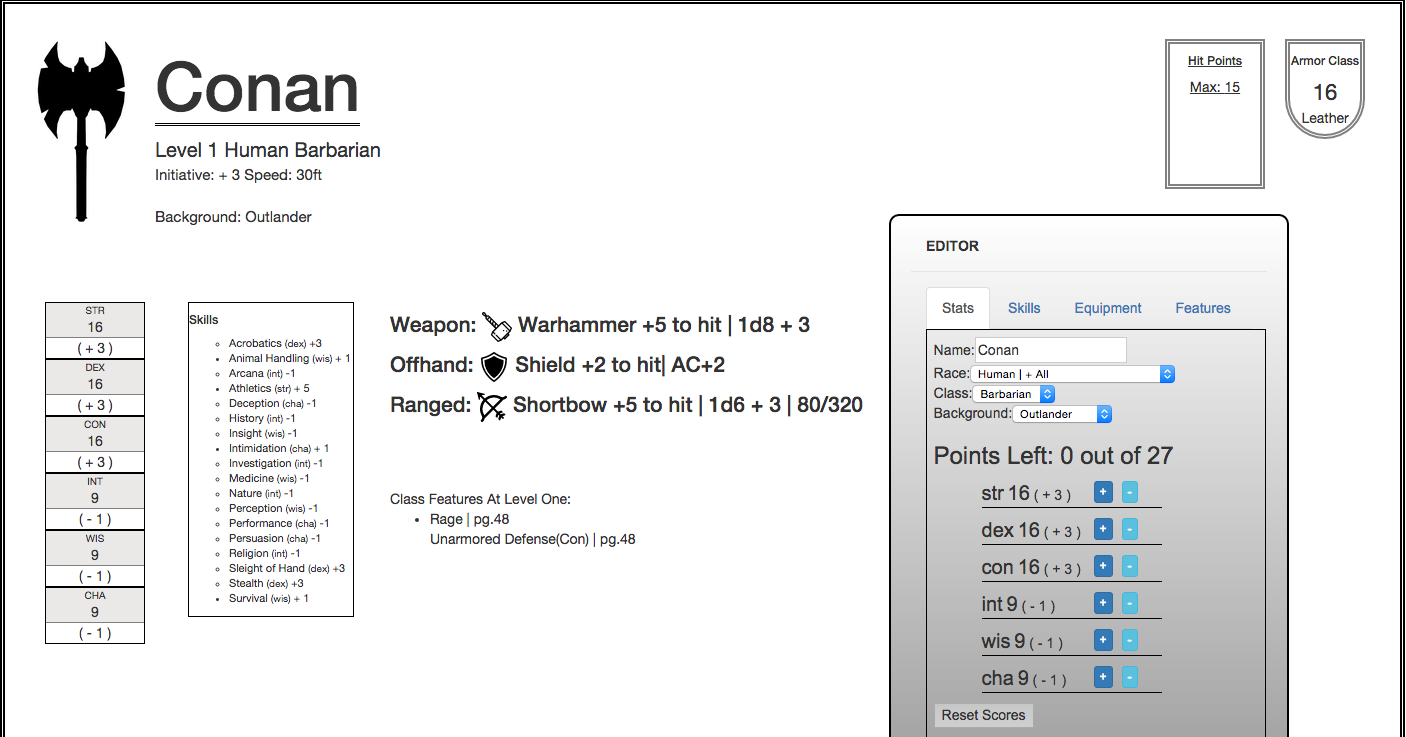 Conan
Level 1 Human Barbarian
Initiative: + 3 Speed: 30ft
Background: Outlander
Hit Points
Max: 15
Armor Class
16
Leather
STR
16
( + 3 )
DEX
16
( + 3 )
CON
16
( + 3 )
INT
9
( - 1 )
WIS
9
( - 1 )
CHA
9
( - 1 )
Skills
Acrobatics (dex) +3
Animal Handling (wis) + 1
Arcana (int) -1
Athletics (str) + 5
Deception (cha) -1
History (int) -1
Insight (wis) -1
Intimidation (cha) + 1
Investigation (int) -1
Medicine (wis) -1
Nature (int) -1
Perception (wis) -1
Performance (cha) -1
Persuasion (cha) -1
Religion (int) -1
Sleight of Hand (dex) +3
Stealth (dex) +3
Survival (wis) + 1
Weapon: Warhammer +5 to hit | 1d8 + 3
Offhand: Shield +2 to hit| AC+2
Ranged: Shortbow +5 to hit | 1d6 + 3 | 80/320
Class Features At Level One:
Rage | pg.48
Unarmored Defense(Con) | pg.48
EDITOR
Stats Skills Equipment Features
Name: Conan
Race: Human | + All
Class: Barbarian
Background: Outlander
Points Left: 0 out of 27
str 16 ( + 3 ) + -
dex 16 ( + 3 ) + -
con 16 ( + 3 ) + -
int 9 ( - 1 ) + -
wis 9 ( - 1 ) + -
cha 9 ( - 1 ) + -
Reset Scores